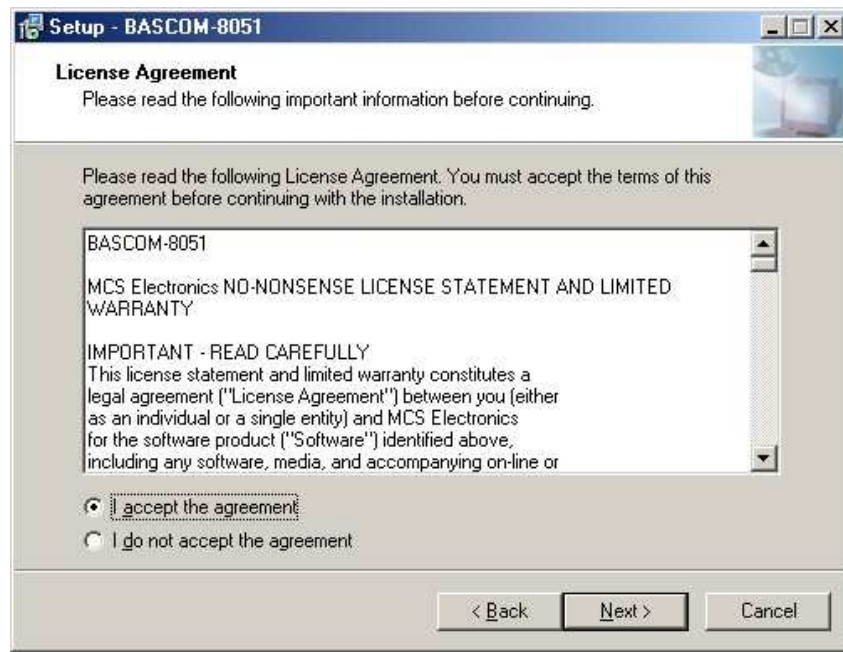 Setup - BASCOM-8051
License Agreement
Please read the following important information before continuing.
Please read the following License Agreement. You must accept the terms of this
agreement before continuing with the installation.
BASCOM-8051
MCS Electronics NO-NONSENSE LICENSE STATEMENT AND LIMITED
WARRANTY
IMPORTANT - READ CAREFULLY
This license statement and limited warranty constitutes a
legal agreement ("License Agreement") between you (either
as an individual or a single entity) and MCS Electronics
for the software product ("Software") identified above,
including any software, media, and accompanying on-line or
I accept the agreement
I do not accept the agreement
< Back
Next >
Cancel